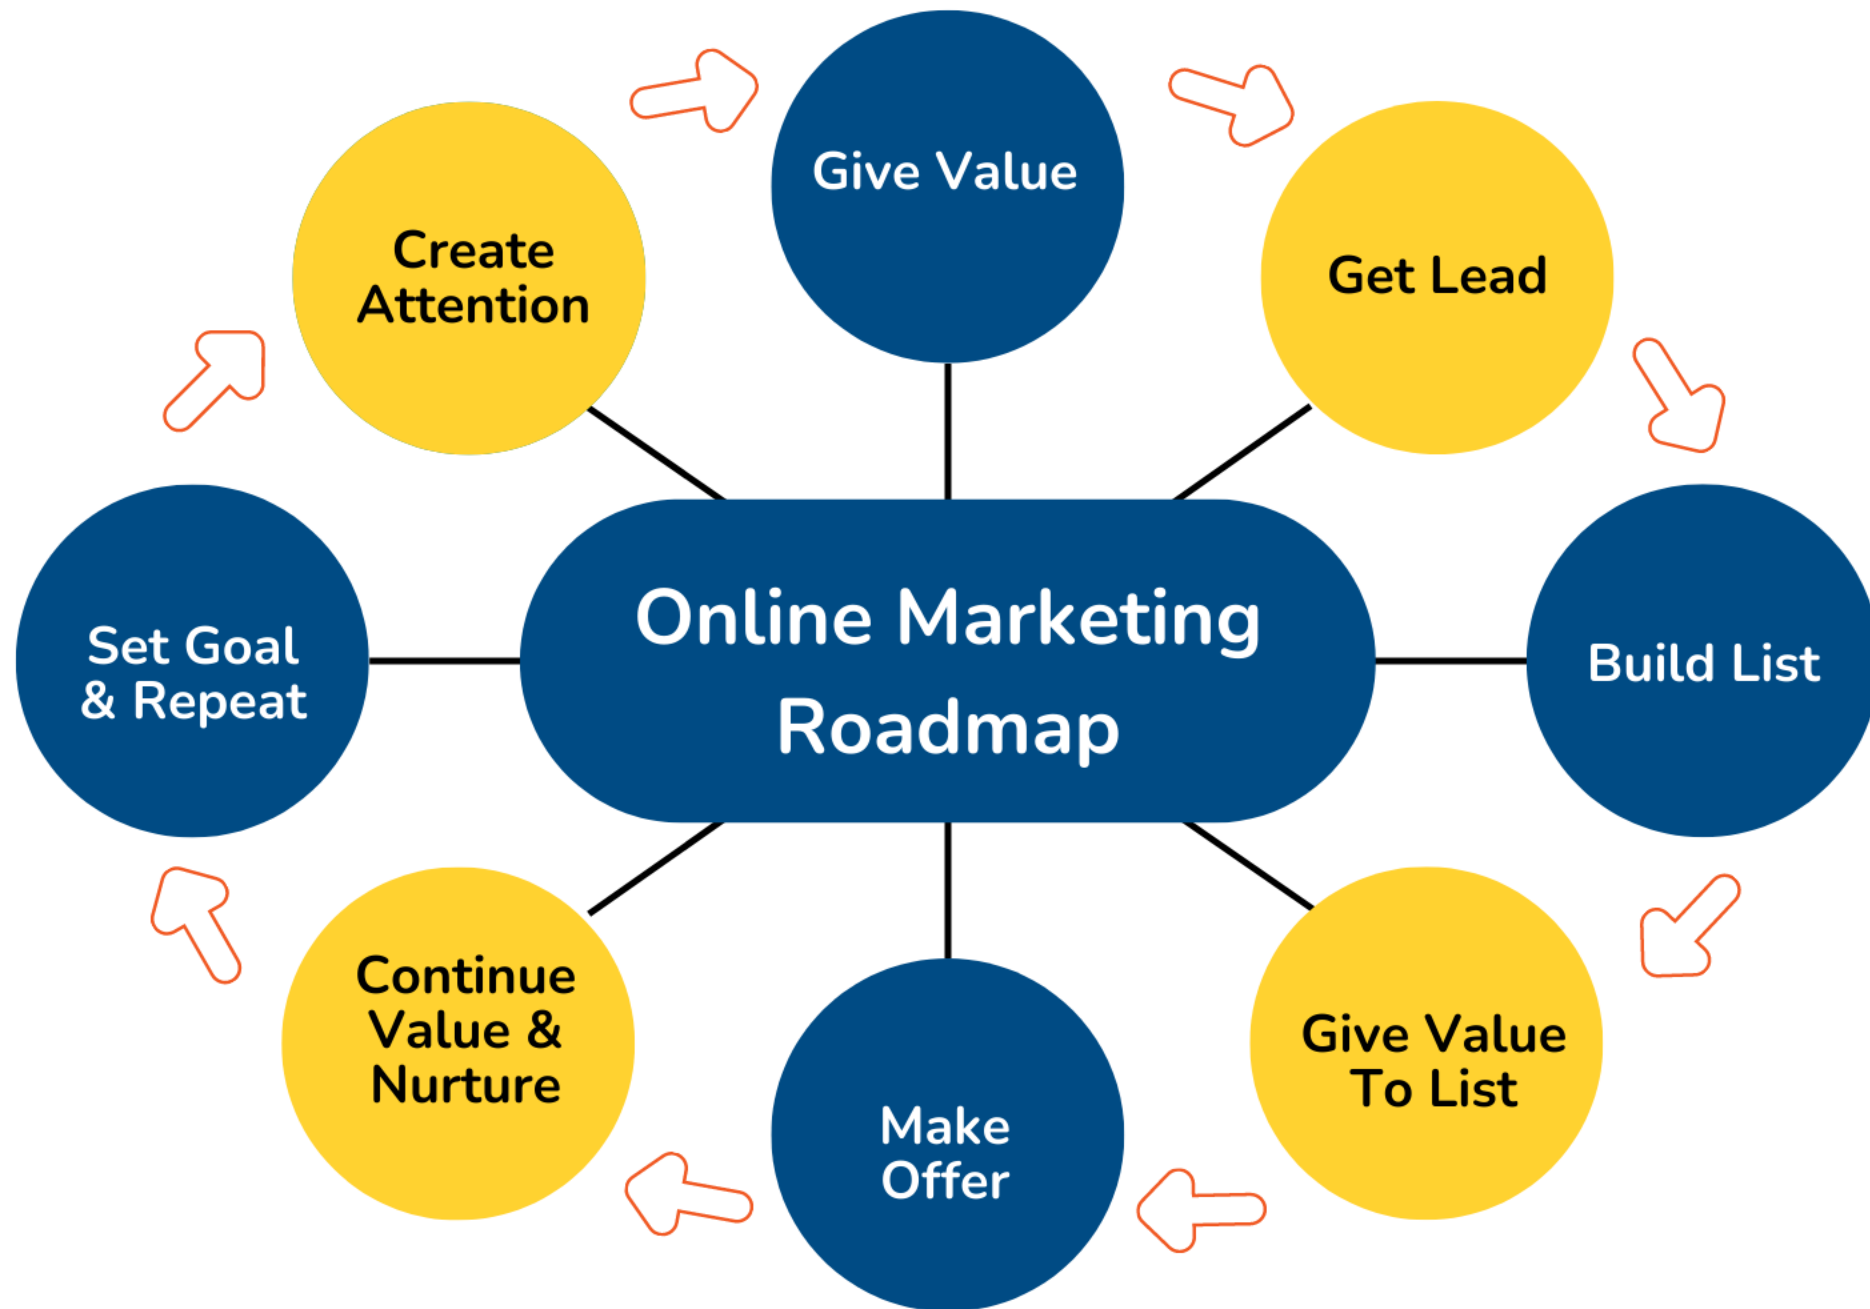 Give Value
Create
Attention
Get Lead
Online Marketing
Roadmap
Set Goal
& Repeat
Build List
Continue
Value &
Nurture
Give Value
To List
Make
Offer